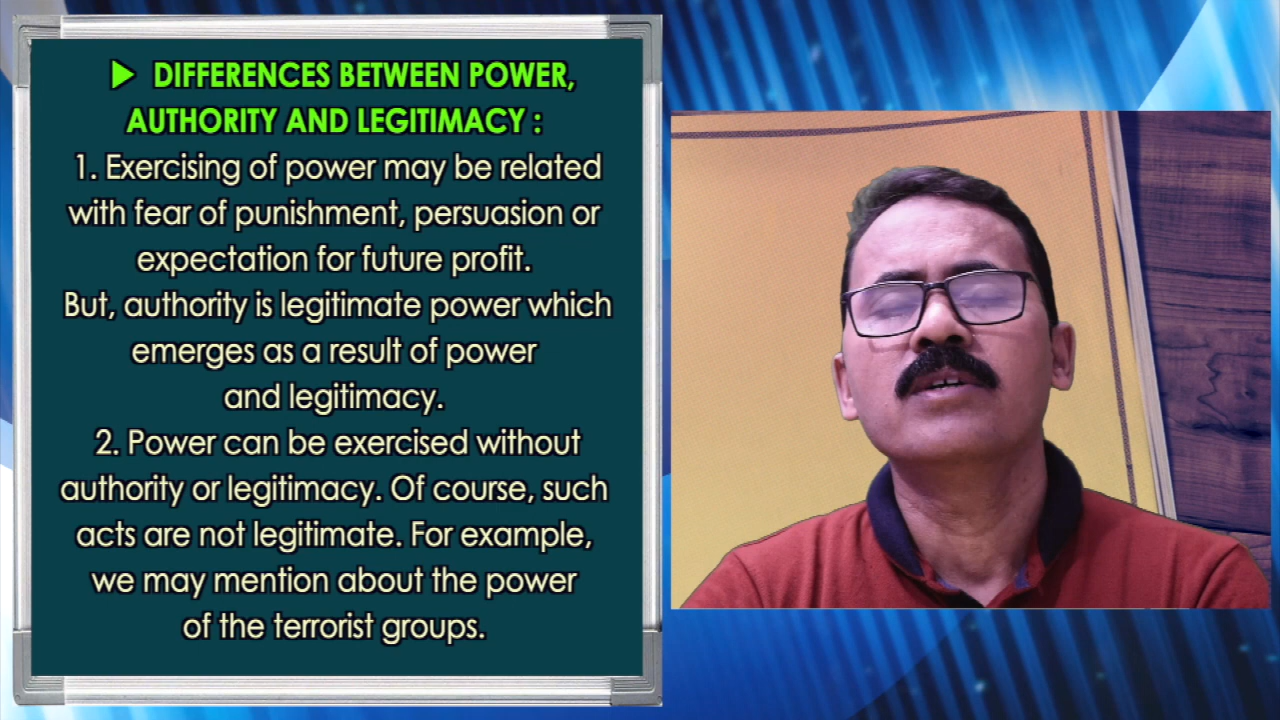 ▶ DIFFERENCES BETWEEN POWER,
AUTHORITY AND LEGITIMACY :
1. Exercising of power may be related
with fear of punishment, persuasion or
expectation for future profit.
But, authority is legitimate power which
emerges as a result of power
and legitimacy.
2. Power can be exercised without
authority or legitimacy. Of course, such
acts are not legitimate. For example,
we may mention about the power
of the terrorist groups.